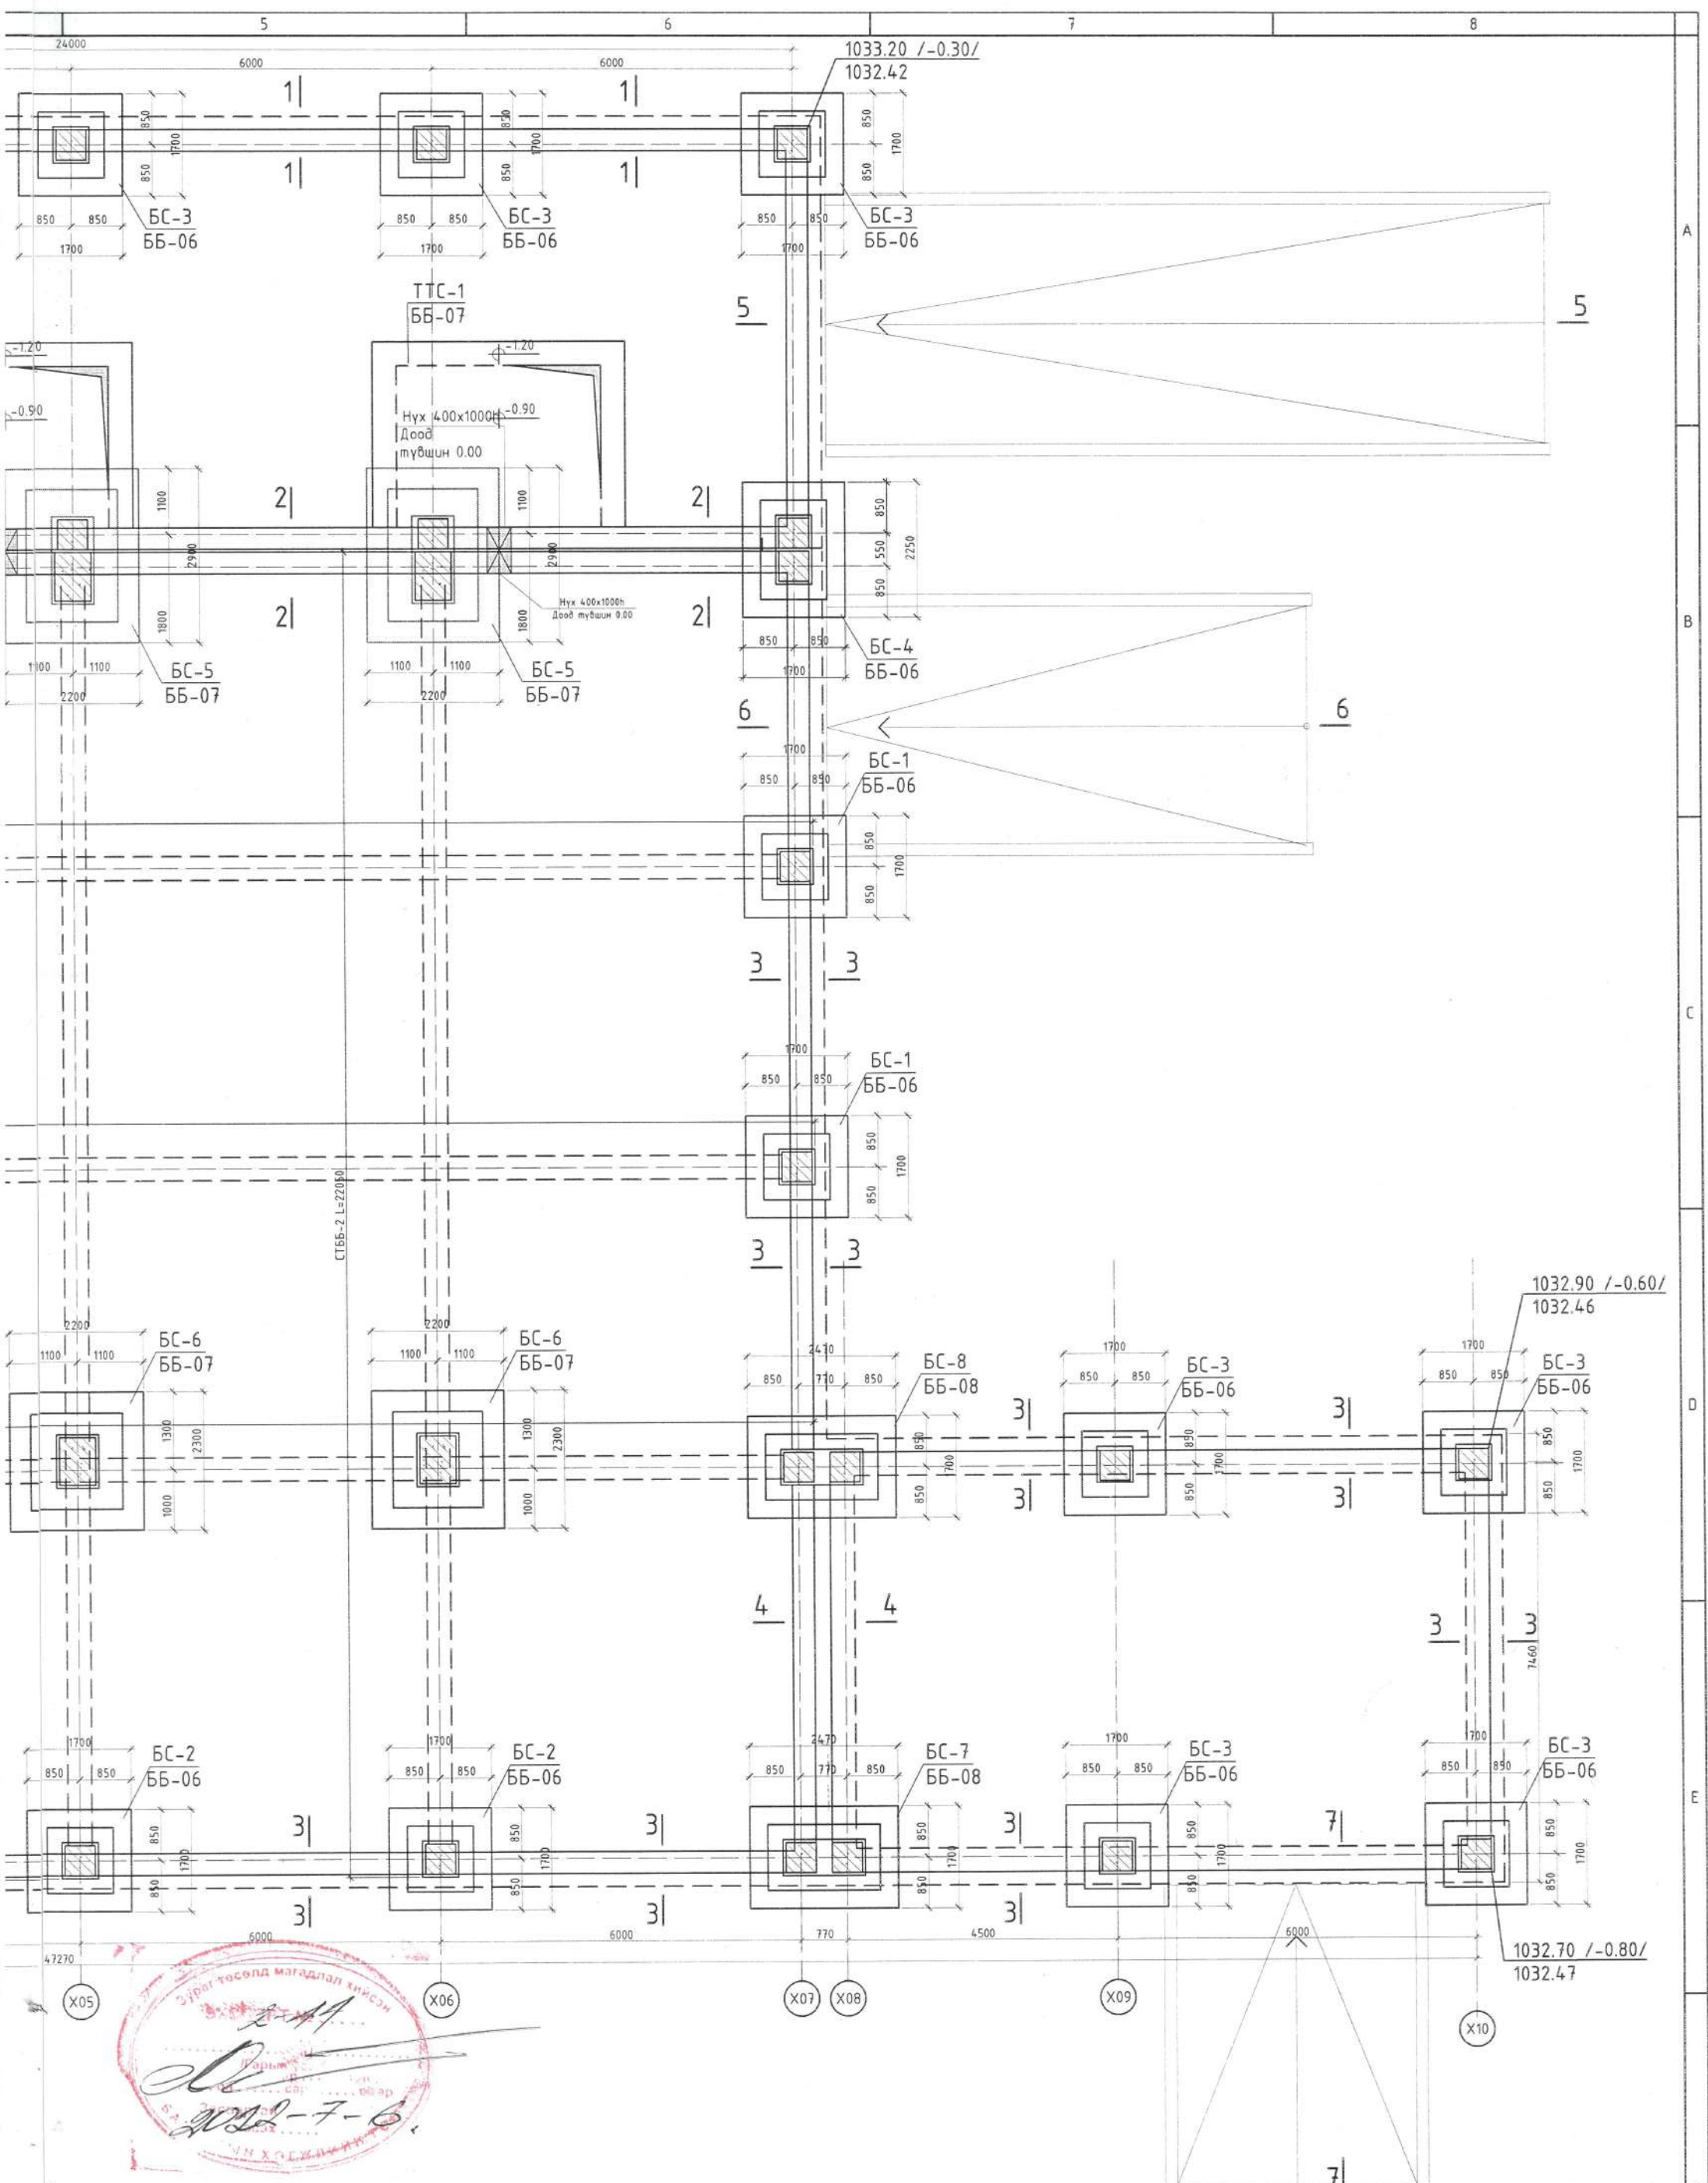 5 6 7 8
24000
6000 6000
1033.20 /-0.30/
1032.42
1| 1|
850 850 850
1700 1700 1700
850 850 850
1| 1|
850 850
БС-3
ББ-06
1700
850 850
БС-3
ББ-06
1700
850 850
БС-3
ББ-06
1700
A
ТТС-1
ББ-07
5 5
-1.20 -1.20
-0.90 -0.90
Нүх 400x1000h
Доод
түвшин 0.00
2| 2|
1100 1100 850
2900 2900 550 2250
1800 1800 850
2| 2|
Нүх 400x1000h
Доод түвшин 0.00
B
1100 1100
БС-5
ББ-07
2200
1100 1100
БС-5
ББ-07
2200
850 850
БС-4
ББ-06
1700
6 6
1700
850 850
БС-1
ББ-06
850
1700
850
3 3
C
1700
850 850
БС-1
ББ-06
850
1700
850
СТББ-2 L=22050
3 3
1032.90 /-0.60/
1032.46
2200
1100 1100
БС-6
ББ-07
2200
1100 1100
БС-6
ББ-07
2470
850 770 850
БС-8
ББ-08
1700
850 850
БС-3
ББ-06
1700
850 850
БС-3
ББ-06
D
3| 3|
1300 1300 850 850 850
2300 2300 1700 1700 1700
1000 1000 850 850 850
3| 3|
4 4
3 3
7460
1700
850 850
БС-2
ББ-06
1700
850 850
БС-2
ББ-06
2470
850 770 850
БС-7
ББ-08
1700
850 850
БС-3
ББ-06
1700
850 850
БС-3
ББ-06
E
3| 3| 3| 7|
850 850 850 850 850
1700 1700 1700 1700 1700
850 850 850 850 850
3| 3| 3|
6000 6000 770 4500 6000
47270
1032.70 /-0.80/
1032.47
X05 X06 X07 X08 X09 X10
Зураг төсөлд магадлал хийсэн
2-11
2022-7-6.
7|